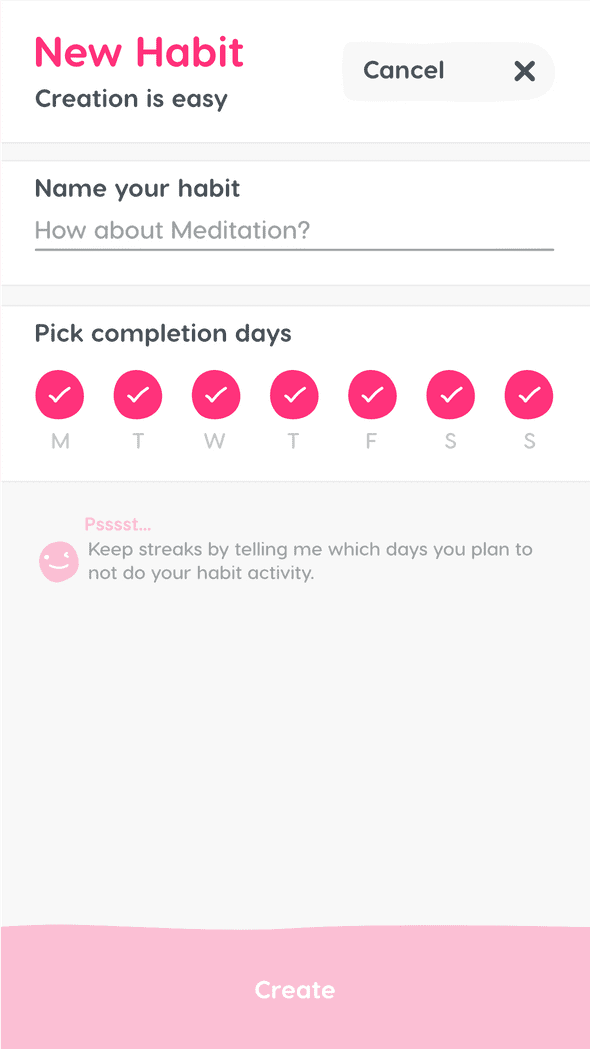 New Habit
Creation is easy
Cancel
Name your habit
How about Meditation?
Pick completion days
M T W T F S S
Psssst...
Keep streaks by telling me which days you plan to
not do your habit activity.
Create